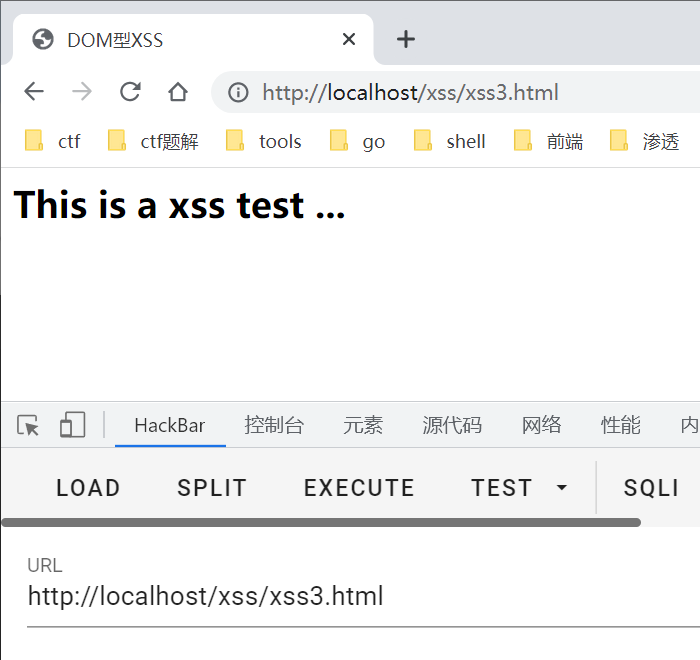 DOM型XSS
http://localhost/xss/xss3.html
ctf ctf题解 tools go shell 前端 渗透
This is a xss test ...
HackBar 控制台 元素 源代码 网络 性能 内
LOAD SPLIT EXECUTE TEST SQLI
URL
http://localhost/xss/xss3.html